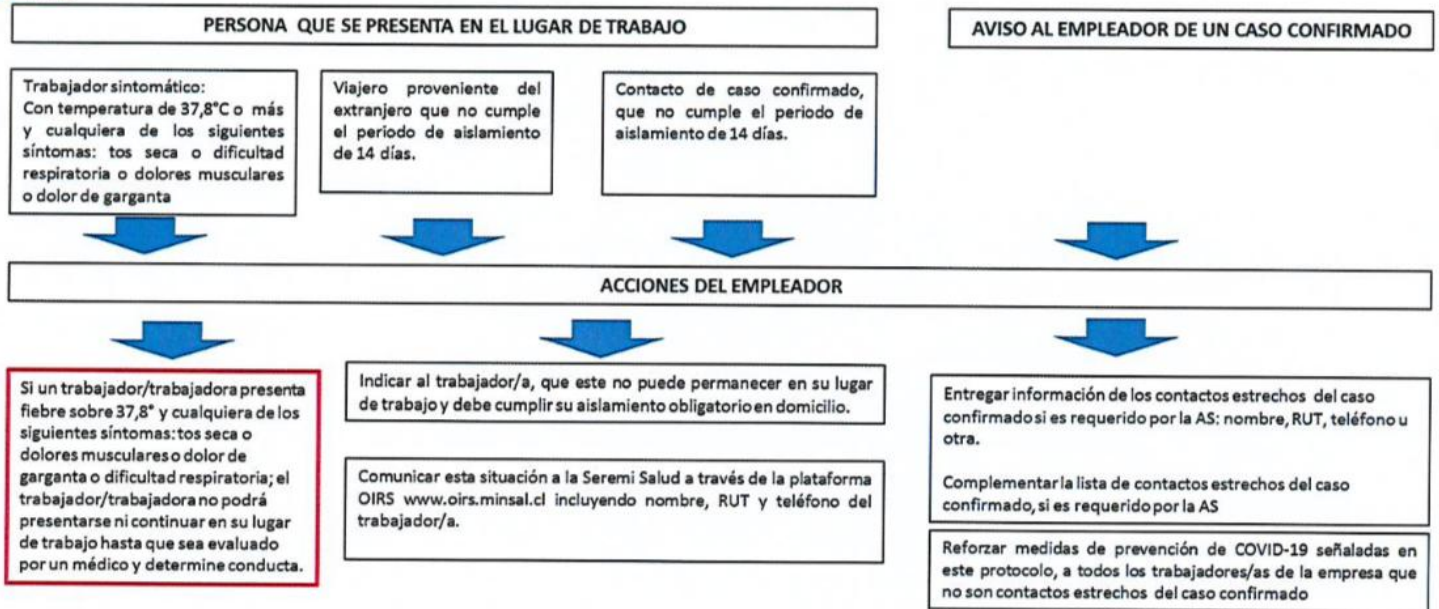 PERSONA QUE SE PRESENTA EN EL LUGAR DE TRABAJO
AVISO AL EMPLEADOR DE UN CASO CONFIRMADO
Trabajador sintomático:
Con temperatura de 37,8°C o más
y cualquiera de los siguientes
síntomas: tos seca o dificultad
respiratoria o dolores musculares
o dolor de garganta
Viajero proveniente del
extranjero que no cumple
el periodo de aislamiento
de 14 días.
Contacto de caso confirmado,
que no cumple el periodo de
aislamiento de 14 días.
ACCIONES DEL EMPLEADOR
Si un trabajador/trabajadora presenta
fiebre sobre 37,8° y cualquiera de los
siguientes síntomas: tos seca o
dolores musculares o dolor de
garganta o dificultad respiratoria; el
trabajador/trabajadora no podrá
presentarse ni continuar en su lugar
de trabajo hasta que sea evaluado
por un médico y determine conducta.
Indicar al trabajador/a, que este no puede permanecer en su lugar
de trabajo y debe cumplir su aislamiento obligatorio en domicilio.
Comunicar esta situación a la Seremi Salud a través de la plataforma
OIRS www.oirs.minsal.cl incluyendo nombre, RUT y teléfono del
trabajador/a.
Entregar información de los contactos estrechos del caso
confirmado si es requerido por la AS: nombre, RUT, teléfono u
otra.
Complementar la lista de contactos estrechos del caso
confirmado, si es requerido por la AS
Reforzar medidas de prevención de COVID-19 señaladas en
este protocolo, a todos los trabajadores/as de la empresa que
no son contactos estrechos del caso confirmado